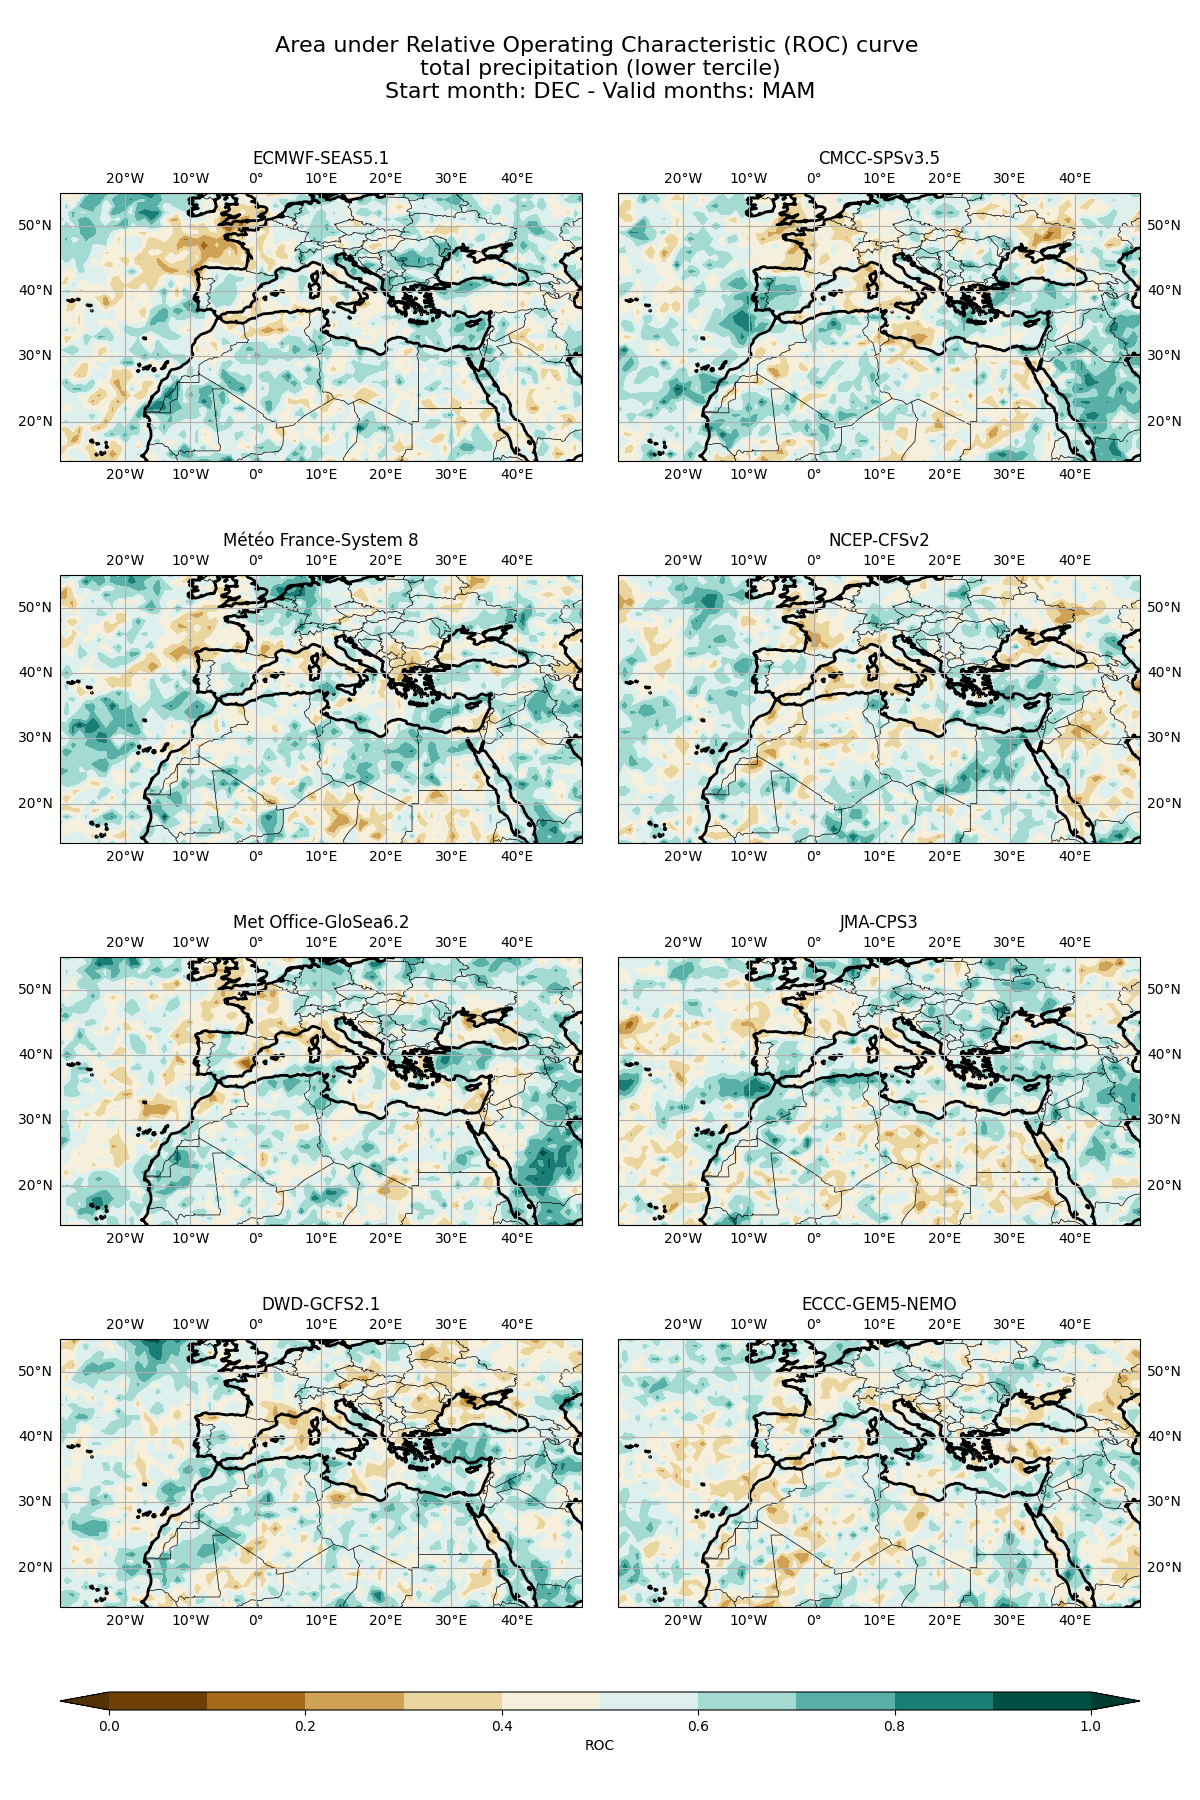 Area under Relative Operating Characteristic (ROC) curve
total precipitation (lower tercile)
Start month: DEC - Valid months: MAM
ECMWF-SEAS5.1
20°W 10°W 0° 10°E 20°E 30°E 40°E
50°N
40°N
30°N
20°N
20°W 10°W 0° 10°E 20°E 30°E 40°E
CMCC-SPSv3.5
20°W 10°W 0° 10°E 20°E 30°E 40°E
50°N
40°N
30°N
20°N
20°W 10°W 0° 10°E 20°E 30°E 40°E
Météo France-System 8
20°W 10°W 0° 10°E 20°E 30°E 40°E
50°N
40°N
30°N
20°N
20°W 10°W 0° 10°E 20°E 30°E 40°E
NCEP-CFSv2
20°W 10°W 0° 10°E 20°E 30°E 40°E
50°N
40°N
30°N
20°N
20°W 10°W 0° 10°E 20°E 30°E 40°E
Met Office-GloSea6.2
20°W 10°W 0° 10°E 20°E 30°E 40°E
50°N
40°N
30°N
20°N
20°W 10°W 0° 10°E 20°E 30°E 40°E
JMA-CPS3
20°W 10°W 0° 10°E 20°E 30°E 40°E
50°N
40°N
30°N
20°N
20°W 10°W 0° 10°E 20°E 30°E 40°E
DWD-GCFS2.1
20°W 10°W 0° 10°E 20°E 30°E 40°E
50°N
40°N
30°N
20°N
20°W 10°W 0° 10°E 20°E 30°E 40°E
ECCC-GEM5-NEMO
20°W 10°W 0° 10°E 20°E 30°E 40°E
50°N
40°N
30°N
20°N
20°W 10°W 0° 10°E 20°E 30°E 40°E
0.0 0.2 0.4 0.6 0.8 1.0
ROC